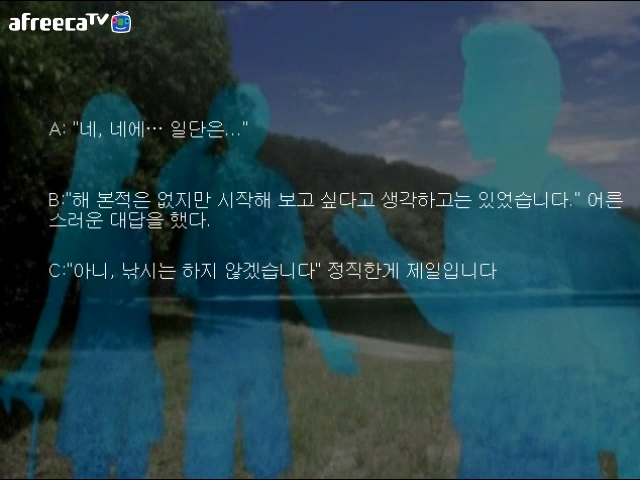 afreecaTV
A: "네, 네에… 일단은..."
B:"해 본적은 없지만 시작해 보고 싶다고 생각하고는 있었습니다." 어른
스러운 대답을 했다.
C:"아니, 낚시는 하지 않겠습니다" 정직한게 제일입니다